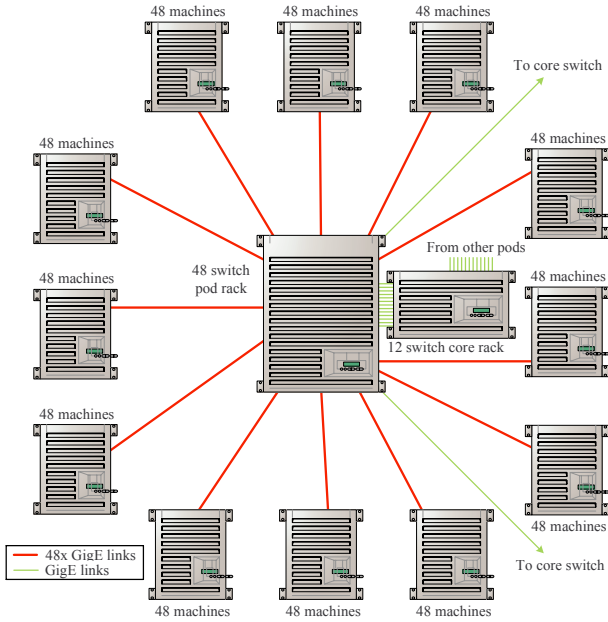 48 machines
48 machines
48 machines
To core switch
48 machines
48 machines
48 switch
pod rack
From other pods
48 machines
48 machines
12 switch core rack
48 machines
48 machines
48x GigE links
GigE links
To core switch
48 machines
48 machines
48 machines